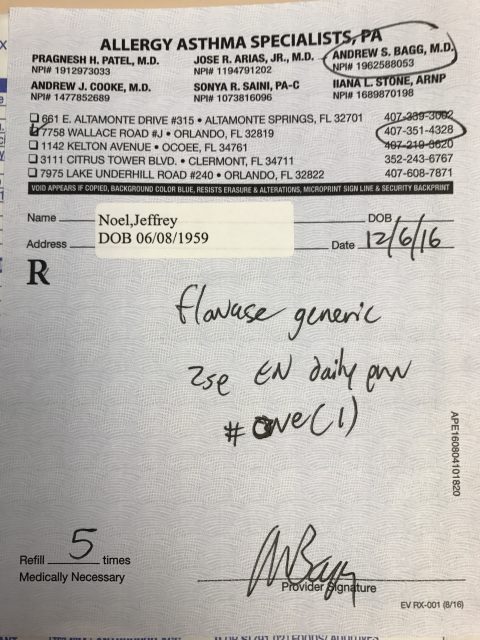 ALLERGY ASTHMA SPECIALISTS, PA
PRAGNESH H. PATEL, M.D. JOSE R. ARIAS, JR., M.D. ANDREW S. BAGG, M.D.
NPI# 1912973033 NPI# 1194791202 NPI# 1962588053
ANDREW J. COOKE, M.D. SONYA R. SAINI, PA-C IIANA L. STONE, ARNP
NPI# 1477852689 NPI# 1073816096 NPI# 1689870198
661 E. ALTAMONTE DRIVE #315 • ALTAMONTE SPRINGS, FL 32701 407-339-3002
7758 WALLACE ROAD #J • ORLANDO, FL 32819 407-351-4328
1142 KELTON AVENUE • OCOEE, FL 34761
3111 CITRUS TOWER BLVD. • CLERMONT, FL 34711 352-243-6767
7975 LAKE UNDERHILL ROAD #240 • ORLANDO, FL 32822 407-608-7871
VOID APPEARS IF COPIED, BACKGROUND COLOR BLUE, RESISTS ERASURE & ALTERATIONS, MICROPRINT SIGN LINE & SECURITY BACKPRINT
Name Noel,Jeffrey DOB
Address DOB 06/08/1959 Date 12/6/16
R
flonase generic
2sp EN daily prn
# one (1)
APE160804101820
Refill 5 times
Medically Necessary
Provider Signature
EV RX-001 (8/16)